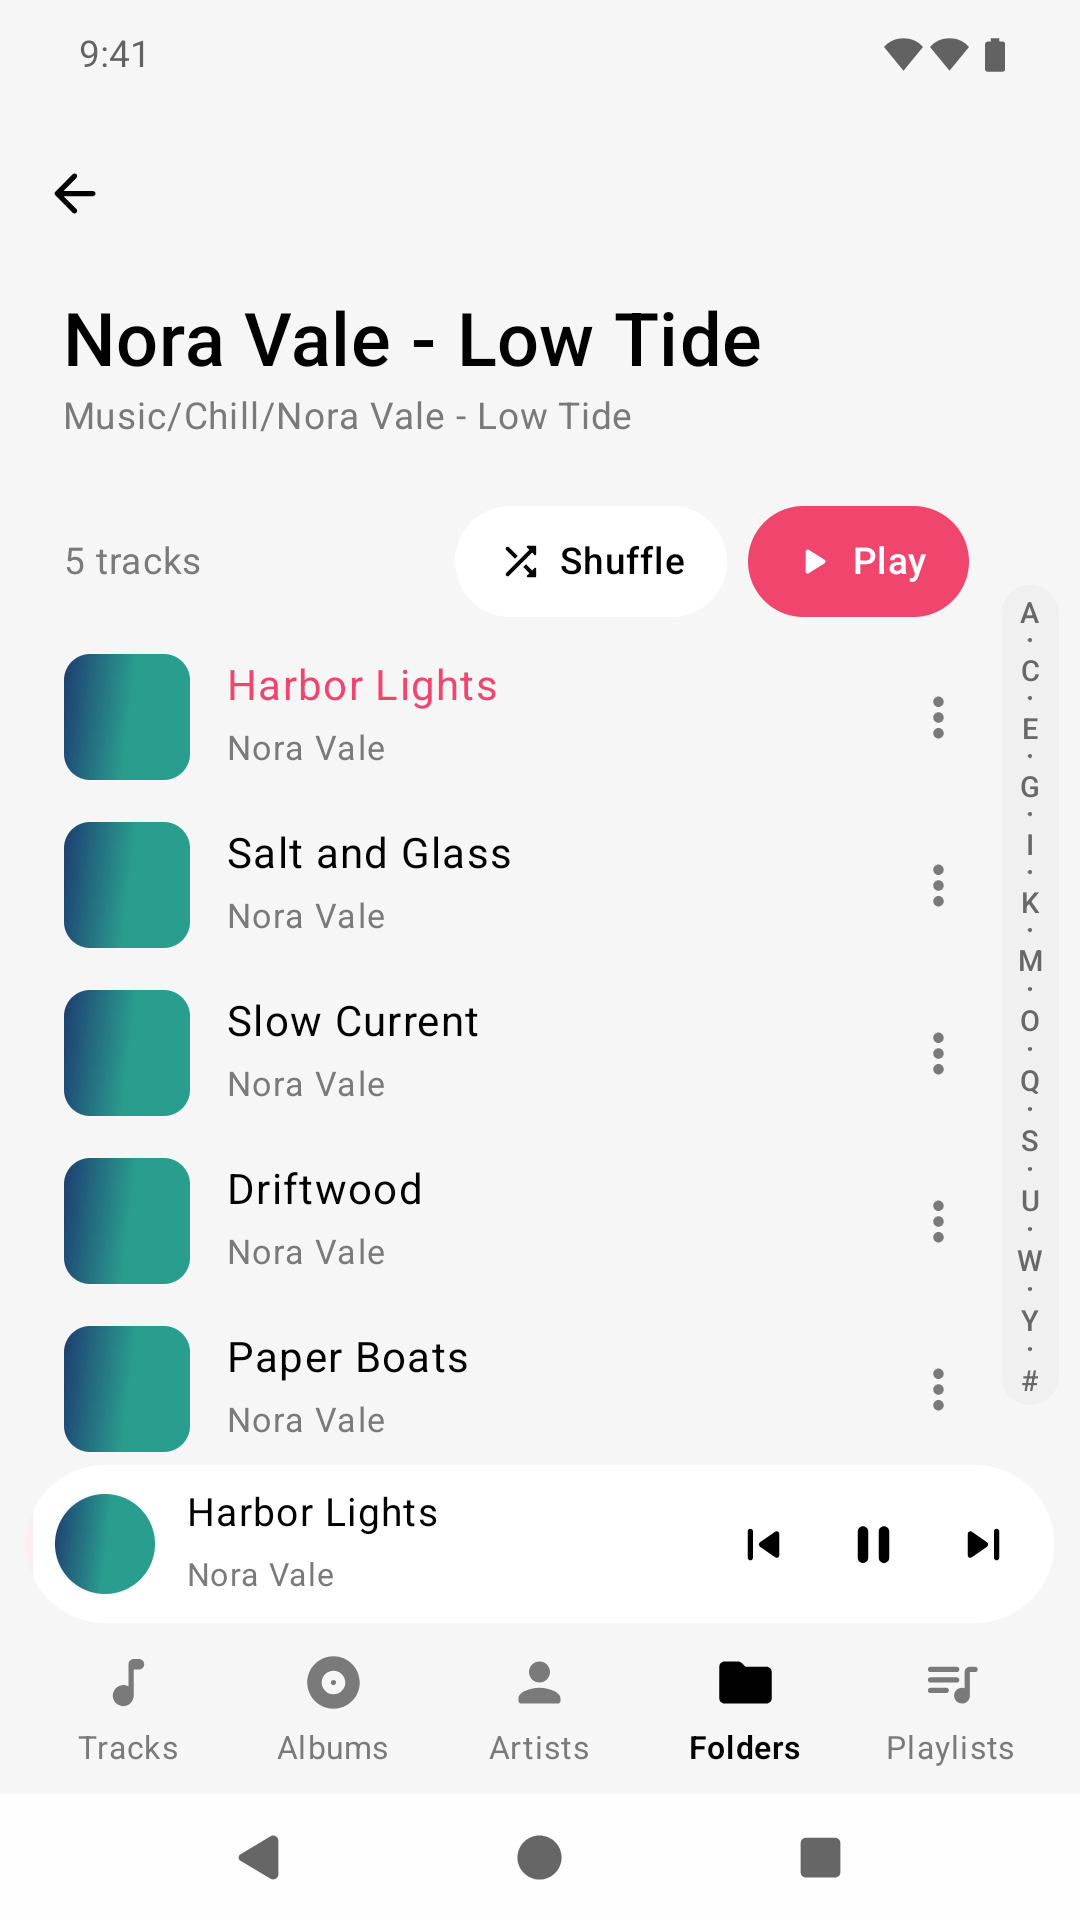 9:41
Nora Vale - Low Tide
Music/Chill/Nora Vale - Low Tide
5 tracks
Shuffle
Play
Harbor Lights
Nora Vale
Salt and Glass
Nora Vale
Slow Current
Nora Vale
Driftwood
Nora Vale
Paper Boats
Nora Vale
A
·
C
·
E
·
G
·
I
·
K
·
M
·
O
·
Q
·
S
·
U
·
W
·
Y
·
#
Harbor Lights
Nora Vale
Tracks
Albums
Artists
Folders
Playlists